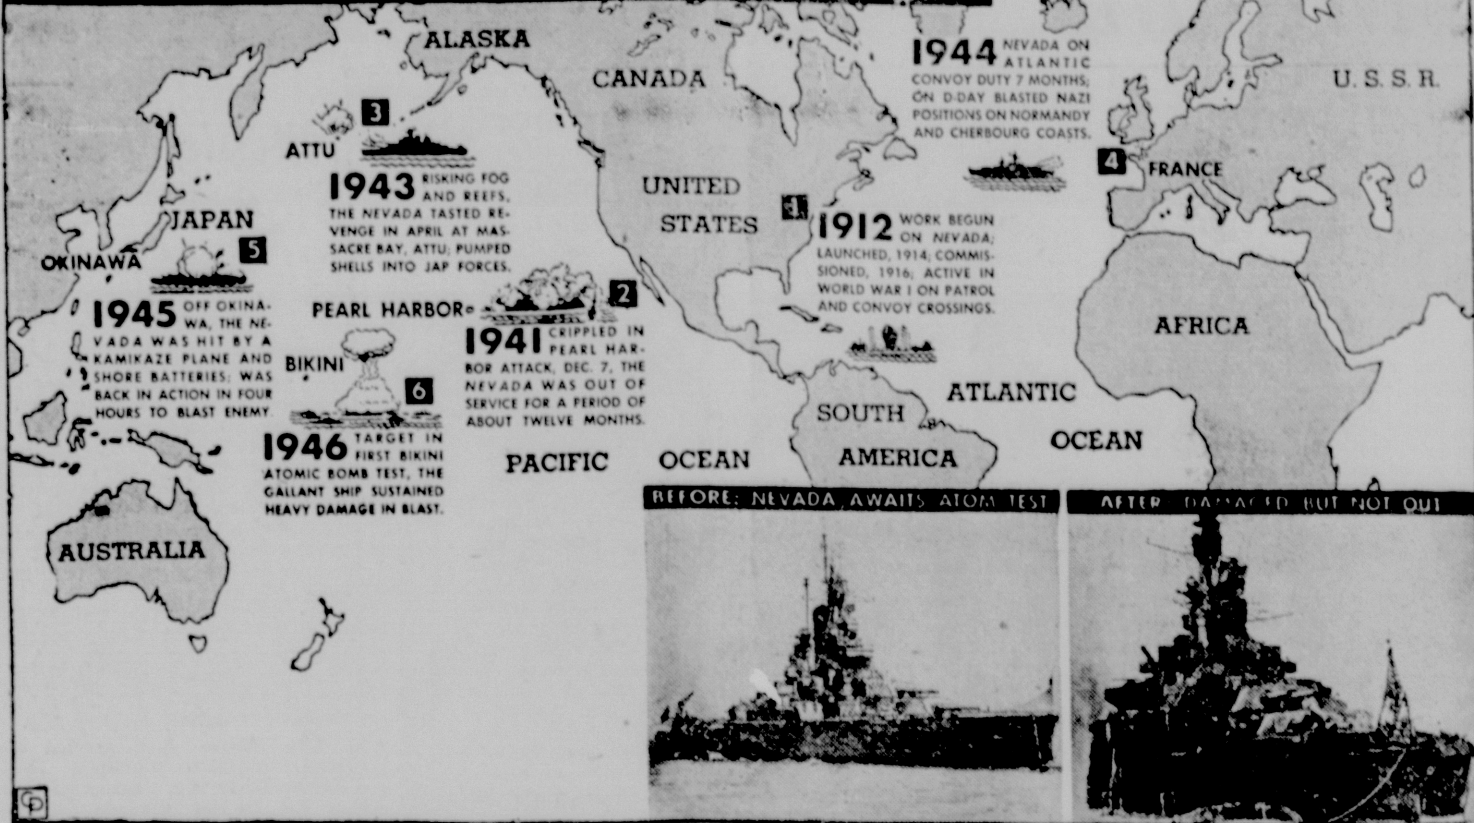 ALASKA
CANADA
U. S. S. R.
1944 NEVADA ON
ATLANTIC
CONVOY DUTY 7 MONTHS;
ON D-DAY BLASTED NAZI
POSITIONS ON NORMANDY
AND CHERBOURG COASTS.
4
FRANCE
3
ATTU
1943 RISKING FOG
AND REEFS,
THE NEVADA TASTED RE-
VENGE IN APRIL AT MAS-
SACRE BAY, ATTU; PUMPED
SHELLS INTO JAP FORCES.
UNITED
STATES
1
1912 WORK BEGUN
ON NEVADA;
LAUNCHED, 1914; COMMIS-
SIONED, 1916; ACTIVE IN
WORLD WAR I ON PATROL
AND CONVOY CROSSINGS.
JAPAN
OKINAWA
5
1945 OFF OKINA-
WA, THE NE-
VADA WAS HIT BY A
KAMIKAZE PLANE AND
SHORE BATTERIES; WAS
BACK IN ACTION IN FOUR
HOURS TO BLAST ENEMY.
PEARL HARBOR
2
1941 CRIPPLED IN
PEARL HAR-
BOR ATTACK, DEC. 7, THE
NEVADA WAS OUT OF
SERVICE FOR A PERIOD OF
ABOUT TWELVE MONTHS.
BIKINI
6
1946 TARGET IN
FIRST BIKINI
ATOMIC BOMB TEST, THE
GALLANT SHIP SUSTAINED
HEAVY DAMAGE IN BLAST.
AFRICA
ATLANTIC
OCEAN
SOUTH
AMERICA
PACIFIC OCEAN
AUSTRALIA
BEFORE: NEVADA AWAITS ATOM TEST
AFTER: DAMAGED BUT NOT OUT
CP